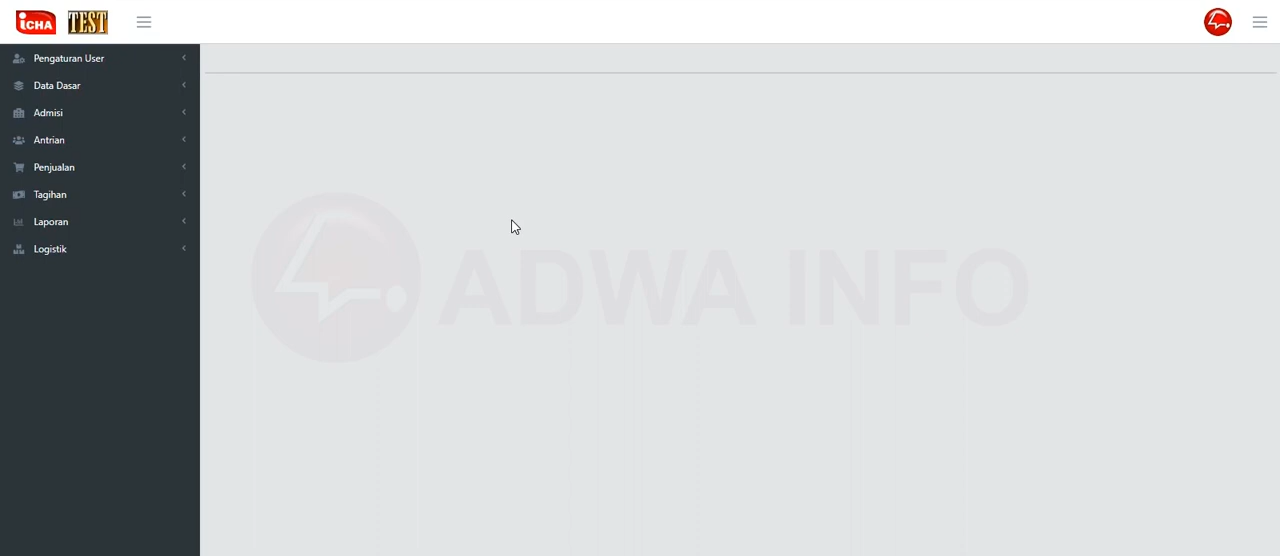 iCHA TEST
Pengaturan User
Data Dasar
Admisi
Antrian
Penjualan
Tagihan
Laporan
Logistik
ADWA INFO